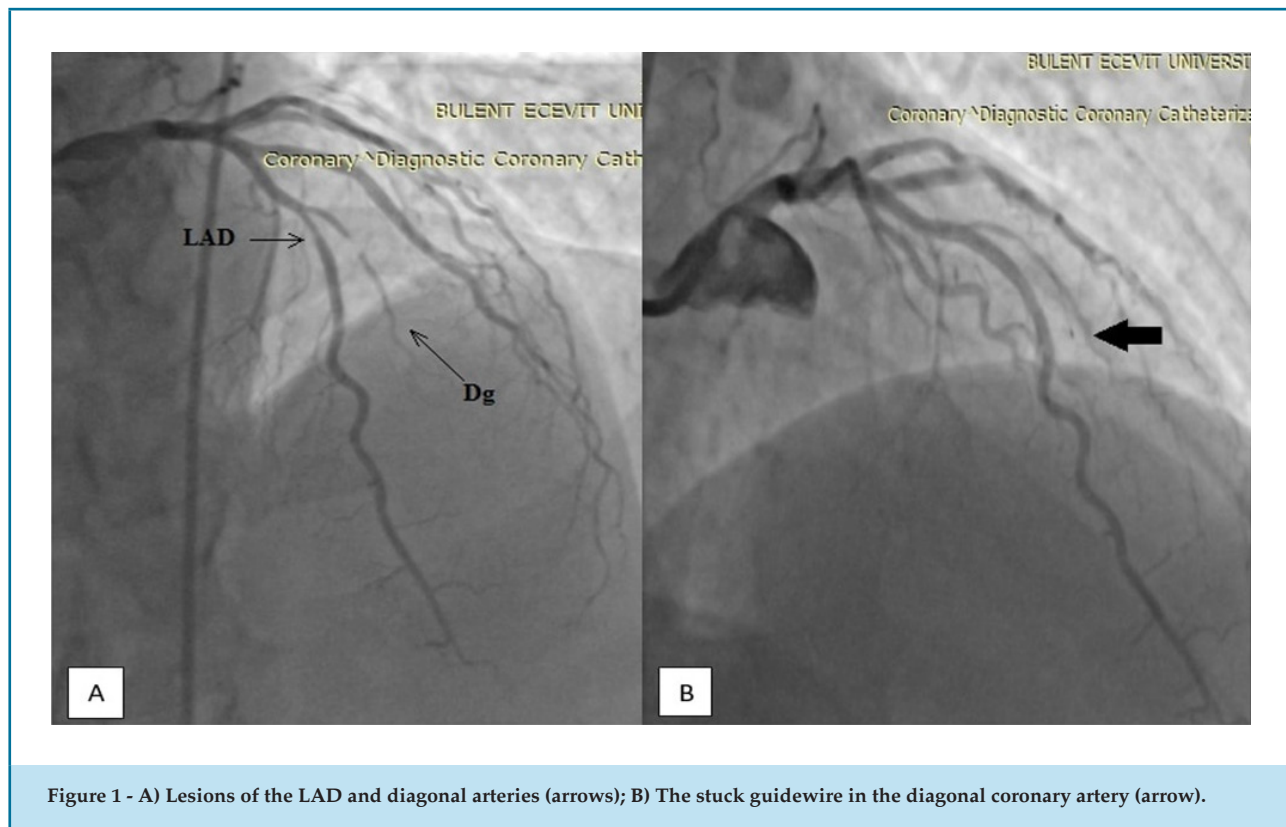 BULENT ECEVIT UNI
Coronary ^Diagnostic Coronary Cath
LAD
Dg
A
BULENT ECEVIT UNIVERSI
Coronary ^Diagnostic Coronary Catheteriza
B
Figure 1 - A) Lesions of the LAD and diagonal arteries (arrows); B) The stuck guidewire in the diagonal coronary artery (arrow).